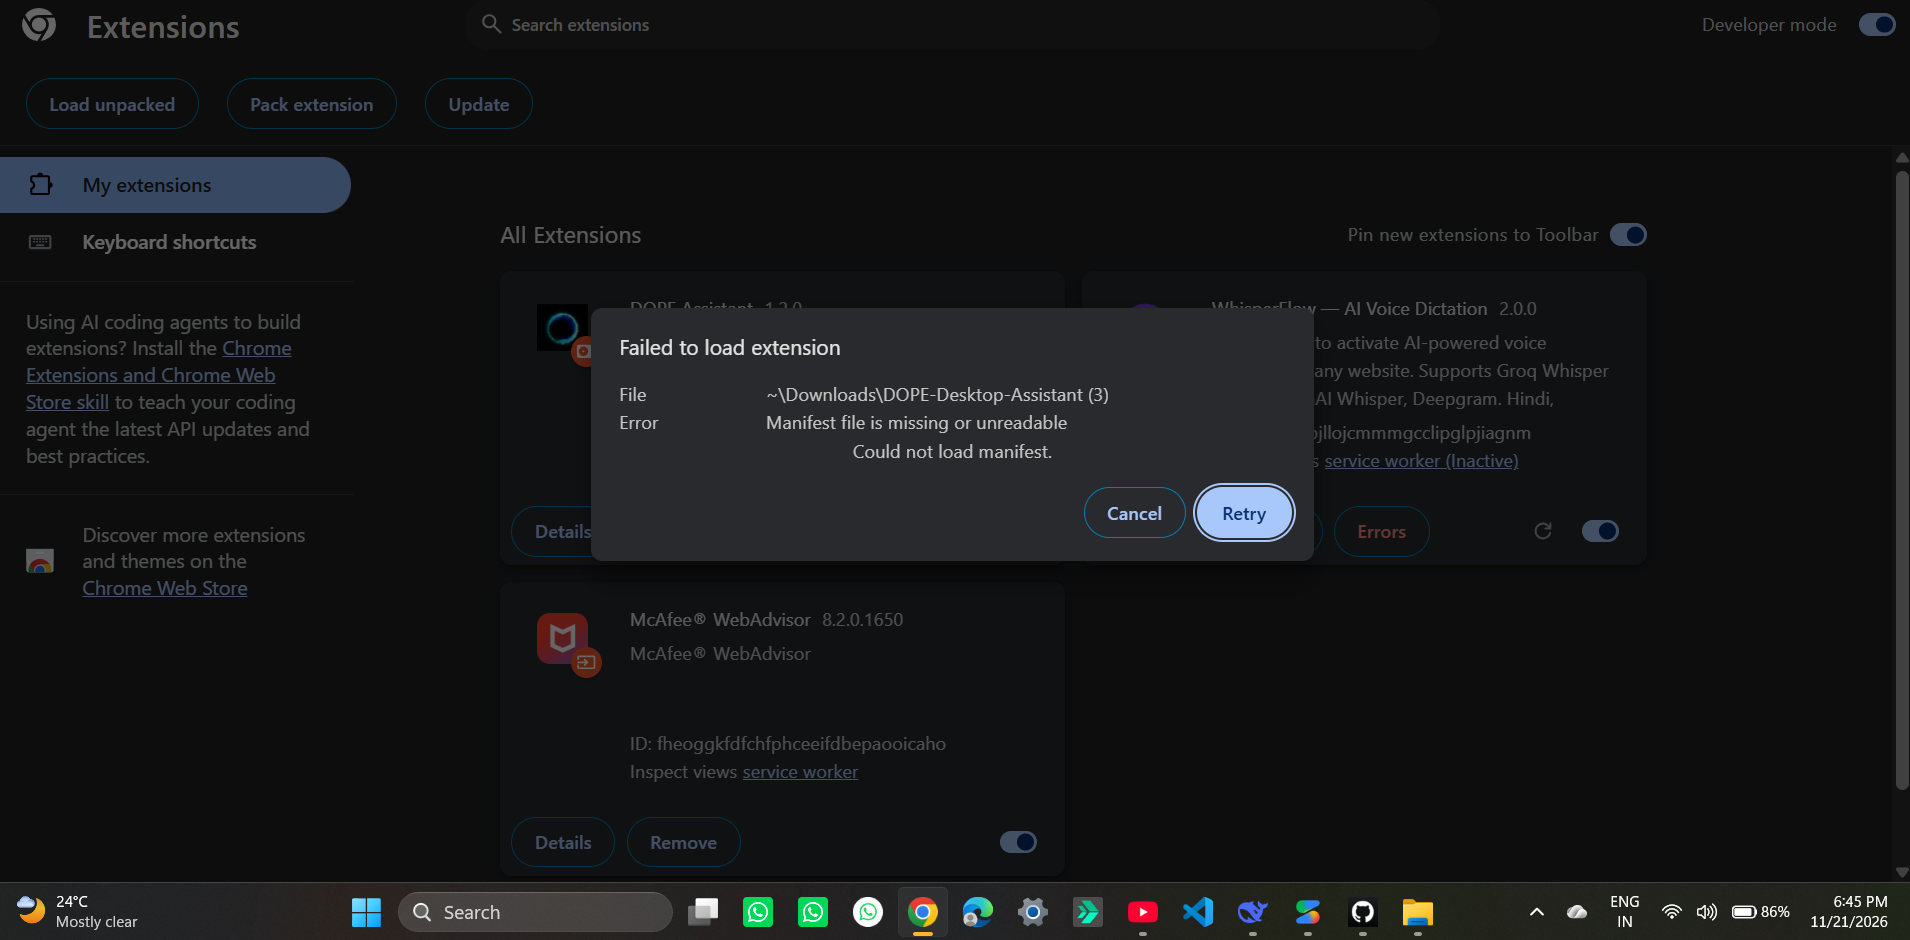 Extensions
Search extensions
Developer mode
Load unpacked
Pack extension
Update
My extensions
Keyboard shortcuts
Using AI coding agents to build
extensions? Install the Chrome
Extensions and Chrome Web
Store skill to teach your coding
agent the latest API updates and
best practices.
Discover more extensions
and themes on the
Chrome Web Store
All Extensions
Pin new extensions to Toolbar
DOPE Assistant 1.2.0
WhisperFlow — AI Voice Dictation 2.0.0
to activate AI-powered voice
any website. Supports Groq Whisper
AI Whisper, Deepgram. Hindi,
ojllojcmmmgcclipglpjiagnm
s service worker (Inactive)
Details
Errors
Failed to load extension
File ~\Downloads\DOPE-Desktop-Assistant (3)
Error Manifest file is missing or unreadable
Could not load manifest.
Cancel
Retry
McAfee® WebAdvisor 8.2.0.1650
McAfee® WebAdvisor
ID: fheoggkfdfchfphceeifdbepaooicaho
Inspect views service worker
Details
Remove
24°C
Mostly clear
Search
ENG
IN
86%
6:45 PM
11/21/2026